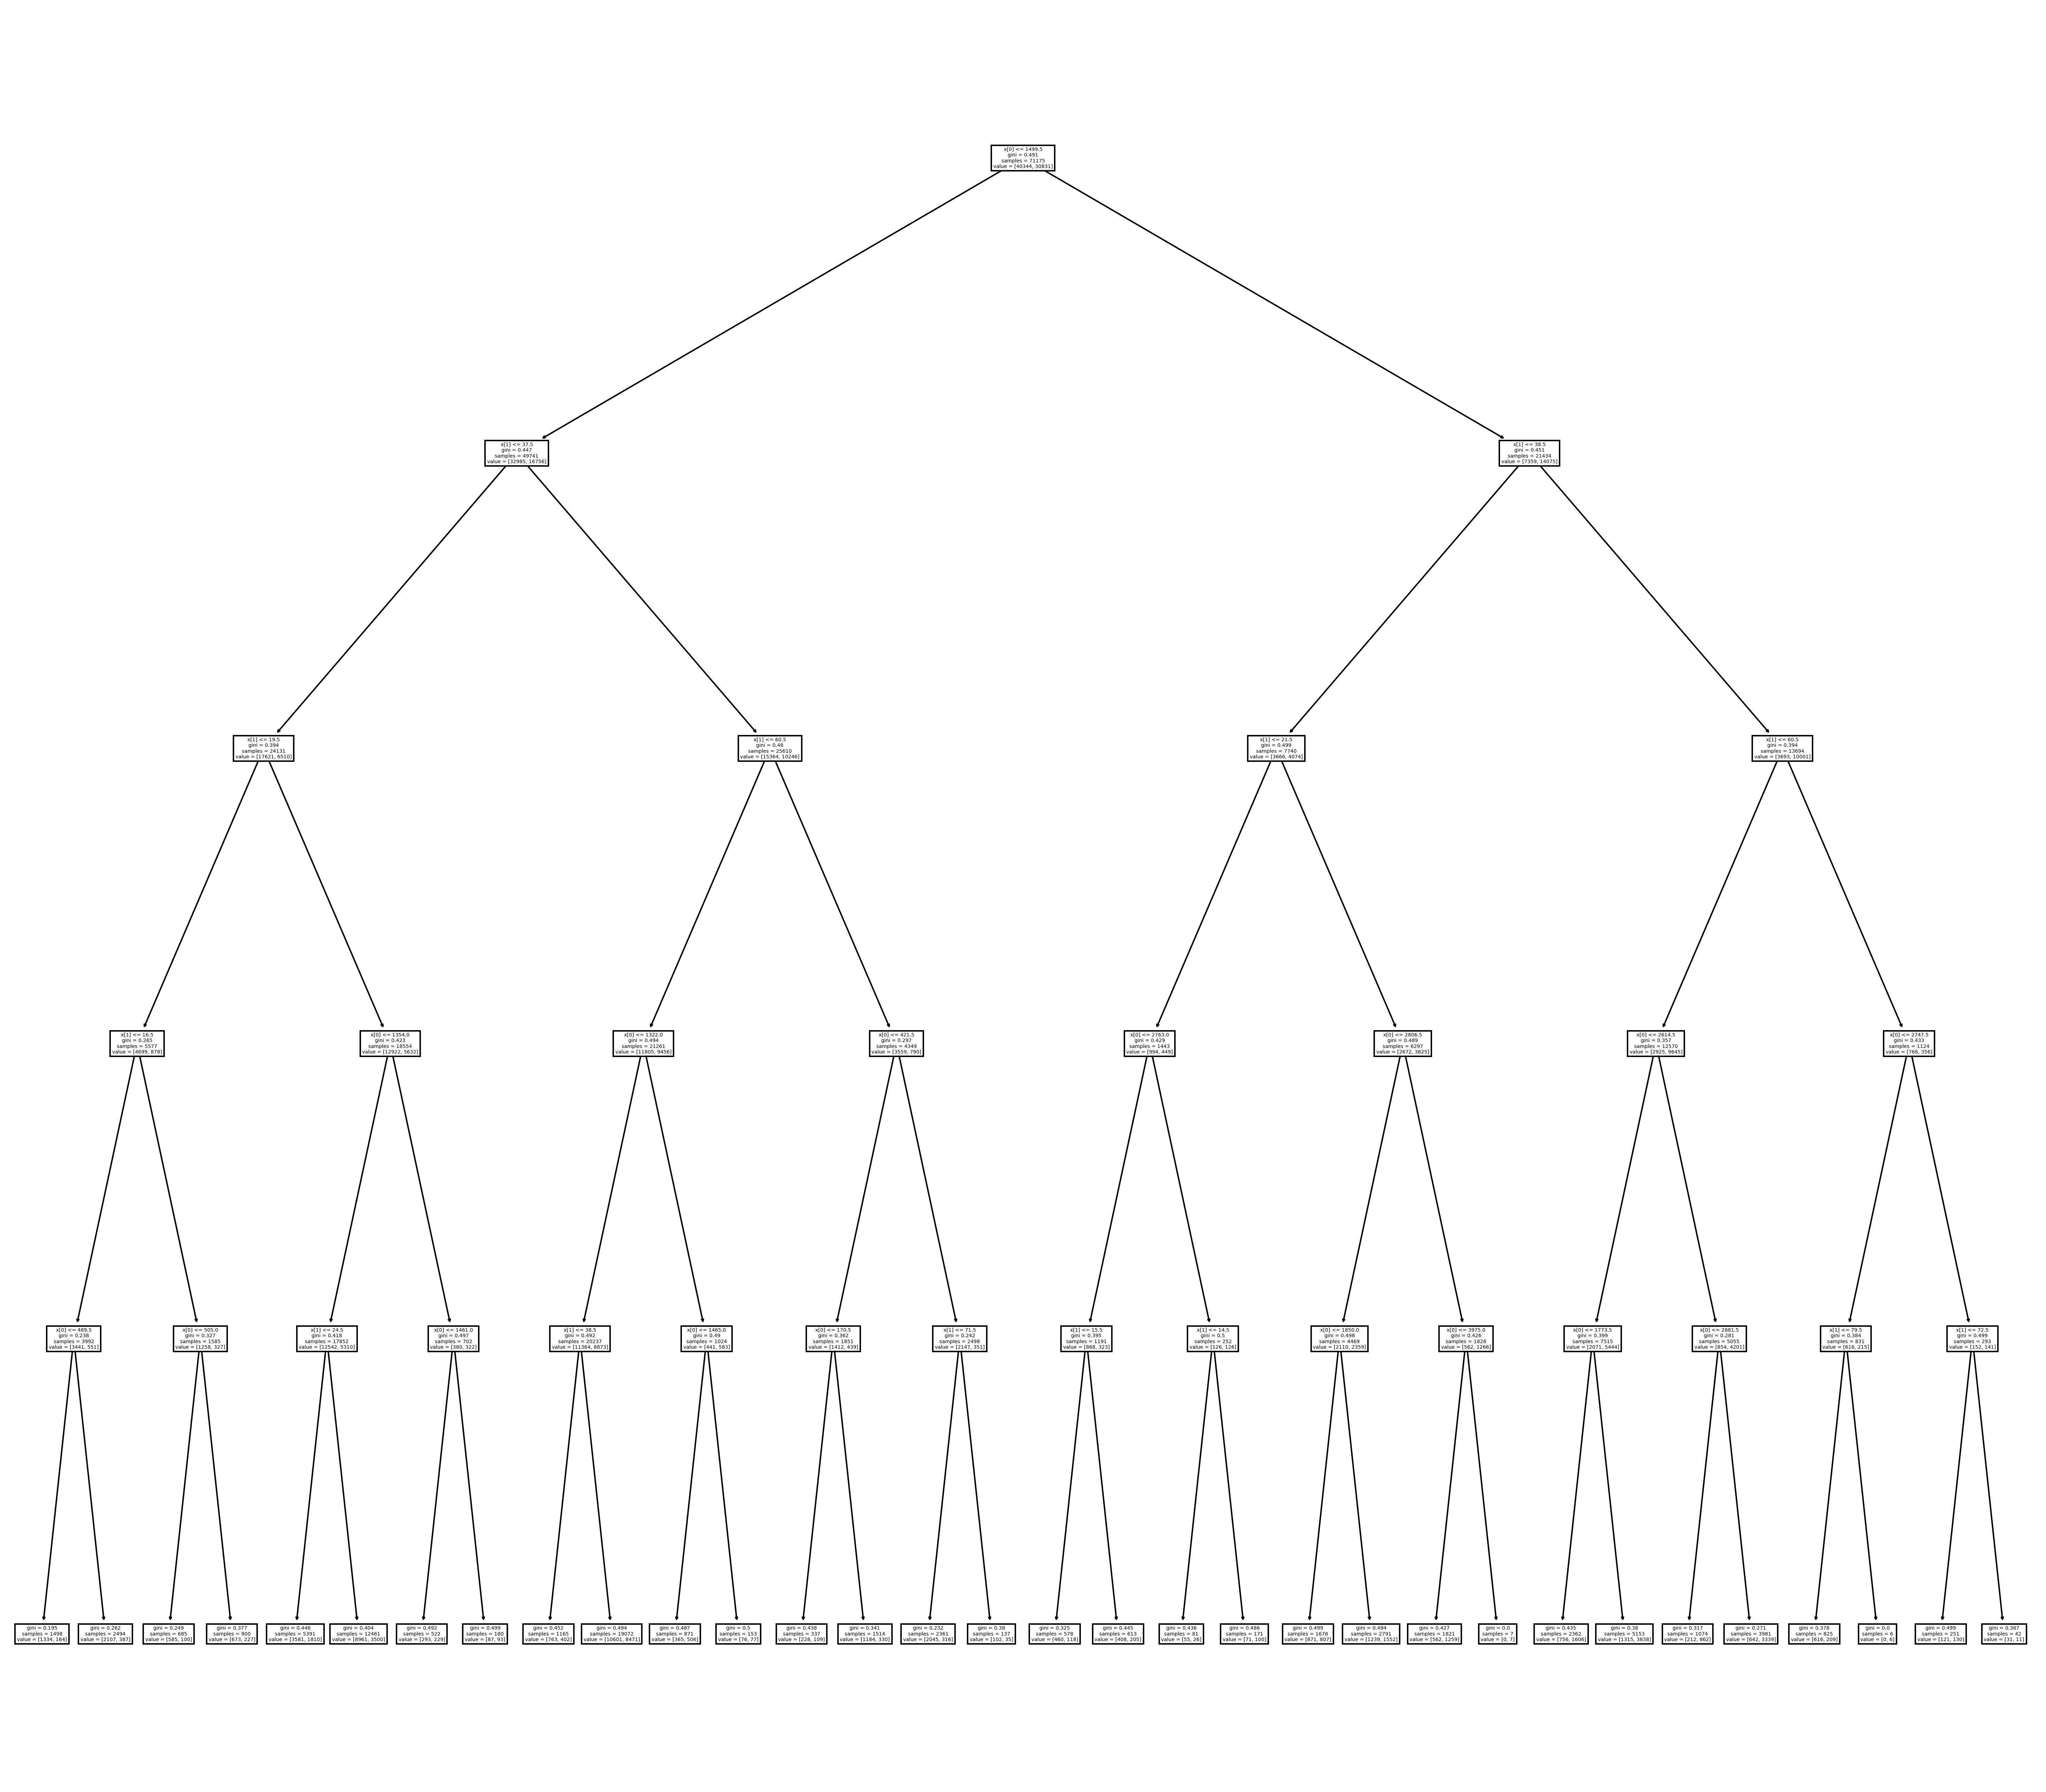 x[0] <= 1499.5
gini = 0.491
samples = 71175
value = [40344, 30831]
x[1] <= 37.5
gini = 0.447
samples = 49741
value = [32985, 16756]
x[1] <= 38.5
gini = 0.451
samples = 21434
value = [7359, 14075]
x[1] <= 19.5
gini = 0.394
samples = 24131
value = [17621, 6510]
x[1] <= 60.5
gini = 0.48
samples = 25610
value = [15364, 10246]
x[1] <= 21.5
gini = 0.499
samples = 7740
value = [3666, 4074]
x[1] <= 60.5
gini = 0.394
samples = 13694
value = [3693, 10001]
x[1] <= 16.5
gini = 0.265
samples = 5577
value = [4699, 878]
x[0] <= 1354.0
gini = 0.423
samples = 18554
value = [12922, 5632]
x[0] <= 1322.0
gini = 0.494
samples = 21261
value = [11805, 9456]
x[0] <= 421.5
gini = 0.297
samples = 4349
value = [3559, 790]
x[0] <= 2763.0
gini = 0.429
samples = 1443
value = [994, 449]
x[0] <= 2806.5
gini = 0.489
samples = 6297
value = [2672, 3625]
x[0] <= 2614.5
gini = 0.357
samples = 12570
value = [2925, 9645]
x[0] <= 2747.5
gini = 0.433
samples = 1124
value = [768, 356]
x[0] <= 489.5
gini = 0.238
samples = 3992
value = [3441, 551]
x[0] <= 505.0
gini = 0.327
samples = 1585
value = [1258, 327]
x[1] <= 24.5
gini = 0.418
samples = 17852
value = [12542, 5310]
x[0] <= 1461.0
gini = 0.497
samples = 702
value = [380, 322]
x[1] <= 38.5
gini = 0.492
samples = 20237
value = [11364, 8873]
x[0] <= 1465.0
gini = 0.49
samples = 1024
value = [441, 583]
x[0] <= 170.5
gini = 0.362
samples = 1851
value = [1412, 439]
x[1] <= 71.5
gini = 0.242
samples = 2498
value = [2147, 351]
x[1] <= 15.5
gini = 0.395
samples = 1191
value = [868, 323]
x[1] <= 14.5
gini = 0.5
samples = 252
value = [126, 126]
x[0] <= 1850.0
gini = 0.498
samples = 4469
value = [2110, 2359]
x[0] <= 3975.0
gini = 0.426
samples = 1828
value = [562, 1266]
x[0] <= 1773.5
gini = 0.399
samples = 7515
value = [2071, 5444]
x[0] <= 2881.5
gini = 0.281
samples = 5055
value = [854, 4201]
x[1] <= 79.5
gini = 0.384
samples = 831
value = [616, 215]
x[1] <= 72.5
gini = 0.499
samples = 293
value = [152, 141]
gini = 0.195
samples = 1498
value = [1334, 164]
gini = 0.262
samples = 2494
value = [2107, 387]
gini = 0.249
samples = 685
value = [585, 100]
gini = 0.377
samples = 900
value = [673, 227]
gini = 0.446
samples = 5391
value = [3581, 1810]
gini = 0.404
samples = 12461
value = [8961, 3500]
gini = 0.492
samples = 522
value = [293, 229]
gini = 0.499
samples = 180
value = [87, 93]
gini = 0.452
samples = 1165
value = [763, 402]
gini = 0.494
samples = 19072
value = [10601, 8471]
gini = 0.487
samples = 871
value = [365, 506]
gini = 0.5
samples = 153
value = [76, 77]
gini = 0.438
samples = 337
value = [228, 109]
gini = 0.341
samples = 1514
value = [1184, 330]
gini = 0.232
samples = 2361
value = [2045, 316]
gini = 0.38
samples = 137
value = [102, 35]
gini = 0.325
samples = 578
value = [460, 118]
gini = 0.445
samples = 613
value = [408, 205]
gini = 0.436
samples = 81
value = [55, 26]
gini = 0.486
samples = 171
value = [71, 100]
gini = 0.499
samples = 1678
value = [871, 807]
gini = 0.494
samples = 2791
value = [1239, 1552]
gini = 0.427
samples = 1821
value = [562, 1259]
gini = 0.0
samples = 7
value = [0, 7]
gini = 0.435
samples = 2362
value = [756, 1606]
gini = 0.38
samples = 5153
value = [1315, 3838]
gini = 0.317
samples = 1074
value = [212, 862]
gini = 0.271
samples = 3981
value = [642, 3339]
gini = 0.378
samples = 825
value = [616, 209]
gini = 0.0
samples = 6
value = [0, 6]
gini = 0.499
samples = 251
value = [121, 130]
gini = 0.387
samples = 42
value = [31, 11]